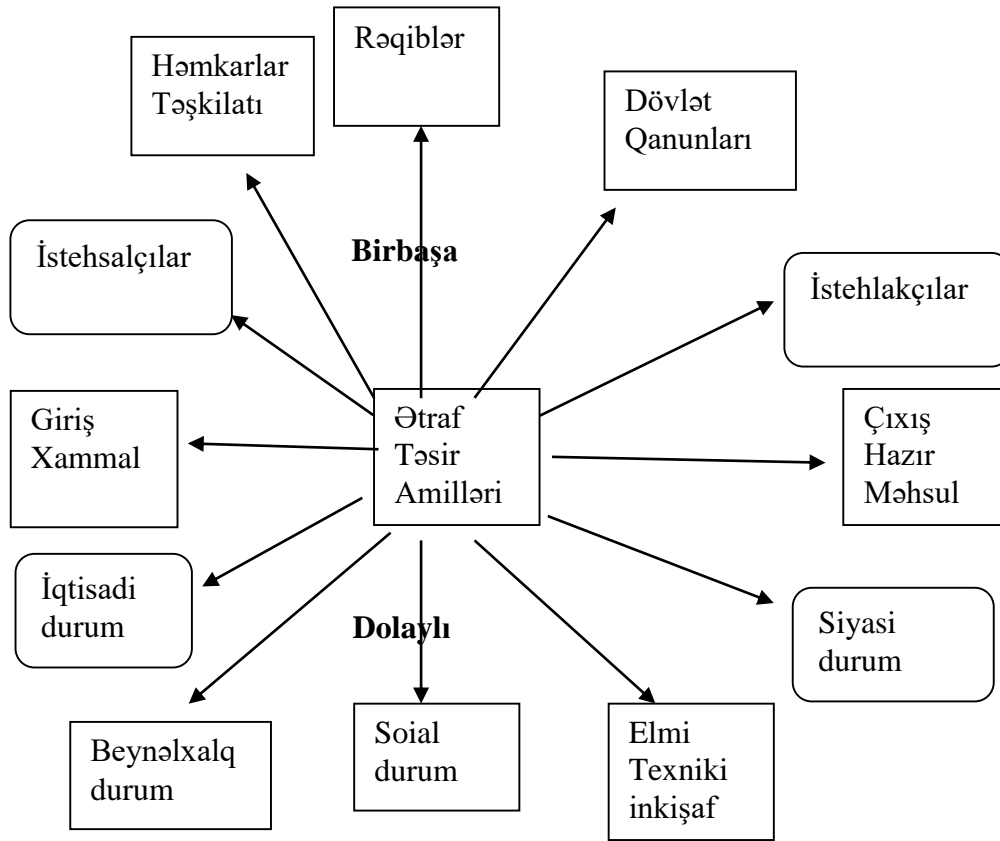 Rəqiblər
Həmkarlar
Təşkilatı
Dövlət
Qanunları
Birbaşa
İstehsalçılar
İstehlakçılar
Giriş
Xammal
Ətraf
Təsir
Amilləri
Çıxış
Hazır
Məhsul
İqtisadi
durum
Dolaylı
Siyasi
durum
Beynəlxalq
durum
Soial
durum
Elmi
Texniki
inkişaf